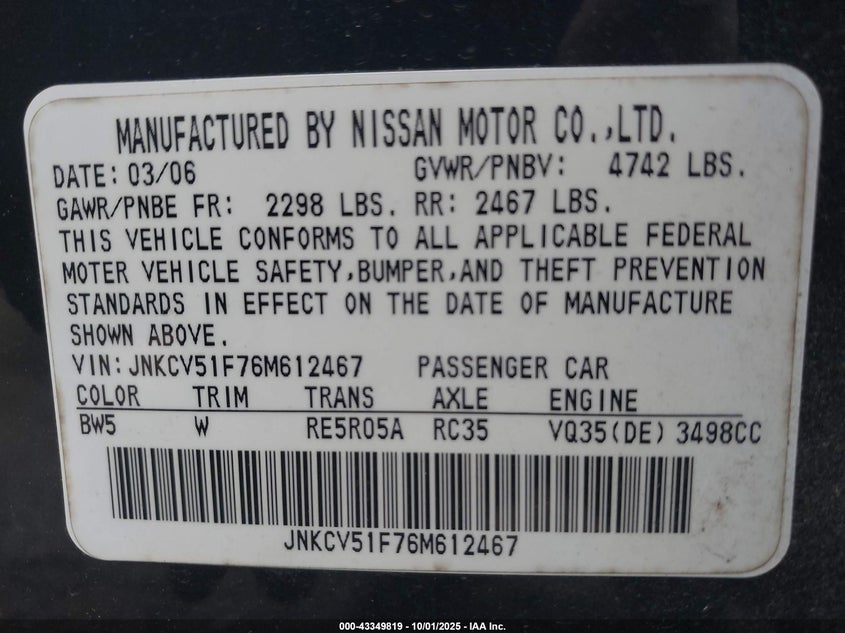 MANUFACTURED BY NISSAN MOTOR CO.,LTD.
DATE: 03/06 GVWR/PNBV: 4742 LBS.
GAWR/PNBE FR: 2298 LBS. RR: 2467 LBS.
THIS VEHICLE CONFORMS TO ALL APPLICABLE FEDERAL
MOTER VEHICLE SAFETY,BUMPER,AND THEFT PREVENTION
STANDARDS IN EFFECT ON THE DATE OF MANUFACTURE
SHOWN ABOVE.
VIN:JNKCV51F76M612467 PASSENGER CAR
COLOR TRIM TRANS AXLE ENGINE
BW5 W RE5R05A RC35 VQ35(DE) 3498CC
JNKCV51F76M612467
000-43349819 - 10/01/2025 - IAA Inc.